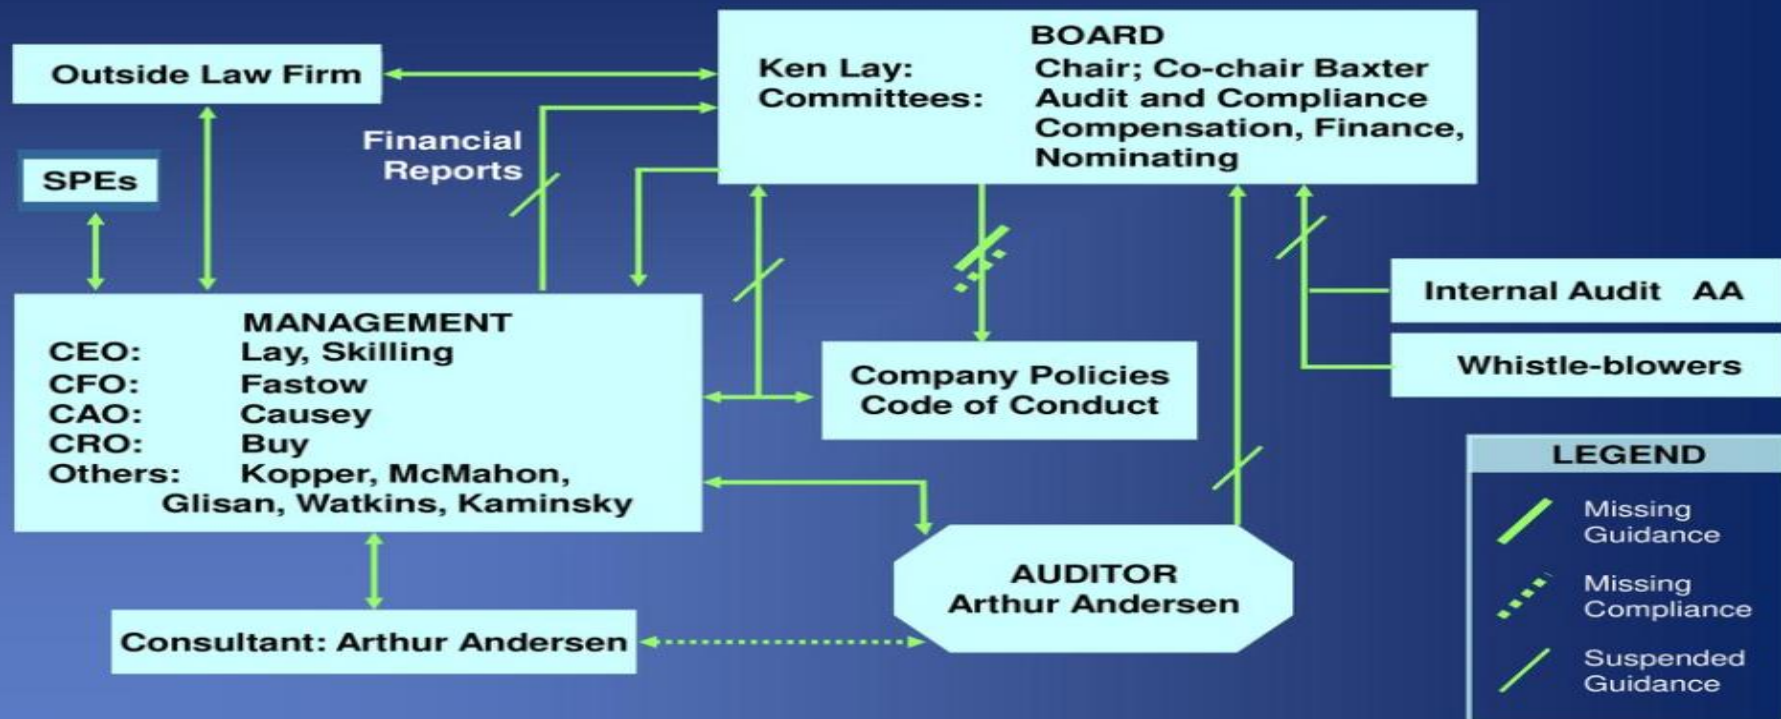 BOARD
Ken Lay: Chair; Co-chair Baxter
Committees: Audit and Compliance
Compensation, Finance,
Nominating
Outside Law Firm
Financial
Reports
SPEs
MANAGEMENT
CEO: Lay, Skilling
CFO: Fastow
CAO: Causey
CRO: Buy
Others: Kopper, McMahon,
Glisan, Watkins, Kaminsky
Company Policies
Code of Conduct
Internal Audit AA
Whistle-blowers
AUDITOR
Arthur Andersen
Consultant: Arthur Andersen
LEGEND
Missing
Guidance
Missing
Compliance
Suspended
Guidance